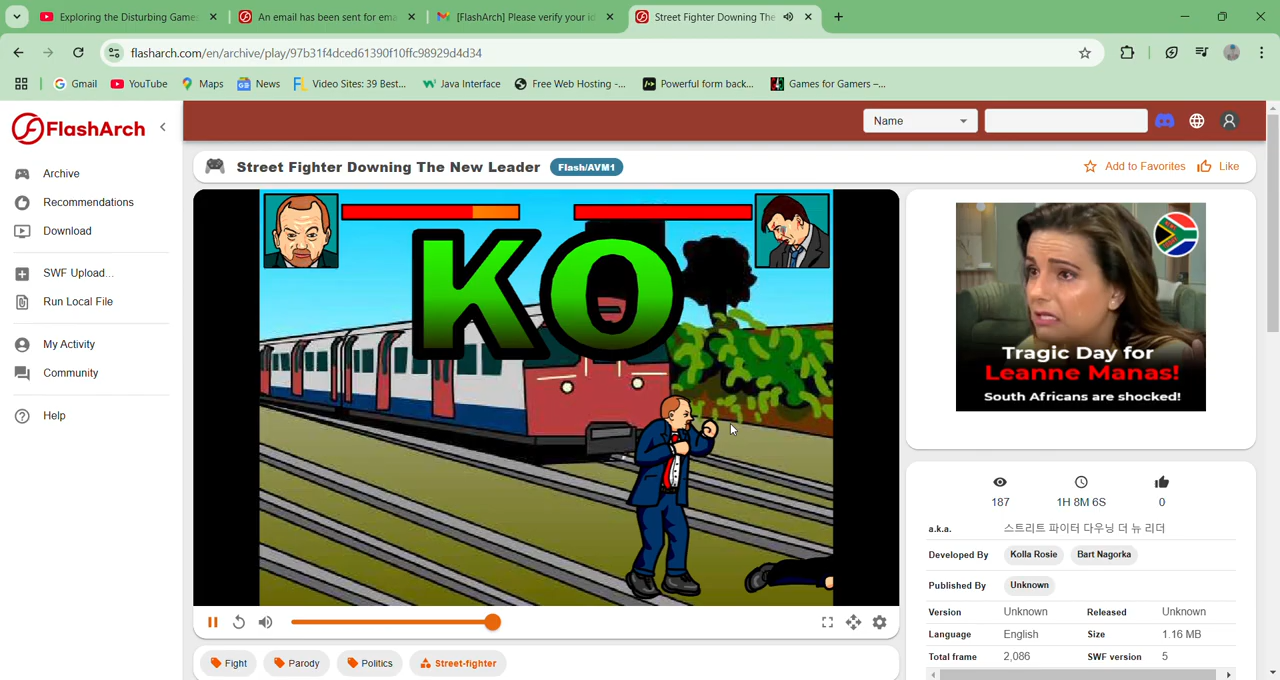 Exploring the Disturbing Game
An email has been sent for ema
[FlashArch] Please verify your id
Street Fighter Downing The
flasharch.com/en/archive/play/97b31f4dced61390f10ffc98929d4d34
Gmail YouTube Maps News Video Sites: 39 Best... Java Interface Free Web Hosting -... Powerful form back... Games for Gamers –...
FlashArch
Name
Archive
Recommendations
Download
SWF Upload...
Run Local File
My Activity
Community
Help
Street Fighter Downing The New Leader Flash/AVM1
Add to Favorites Like
KO
Tragic Day for
Leanne Manas!
South Africans are shocked!
187 1H 8M 6S 0
a.k.a. 스트리트 파이터 다우닝 더 뉴 리더
Developed By Kolla Rosie Bart Nagorka
Published By Unknown
Version Unknown Released Unknown
Language English Size 1.16 MB
Total frame 2,086 SWF version 5
Fight Parody Politics Street-fighter